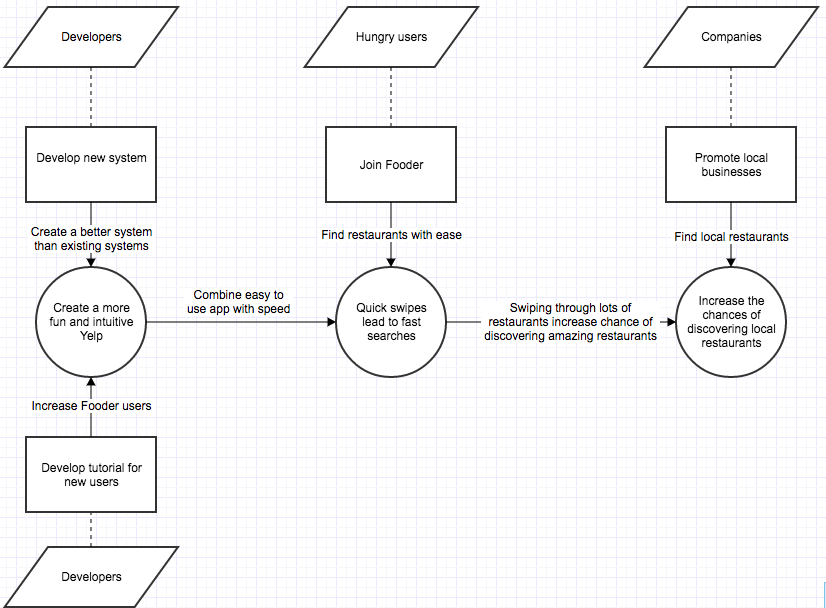 Developers
Hungry users
Companies
Develop new system
Join Fooder
Promote local
businesses
Create a better system
than existing systems
Find restaurants with ease
Find local restaurants
Create a more
fun and intuitive
Yelp
Combine easy to
use app with speed
Quick swipes
lead to fast
searches
Swiping through lots of
restaurants increase chance of
discovering amazing restaurants
Increase the
chances of
discovering local
restaurants
Increase Fooder users
Develop tutorial for
new users
Developers